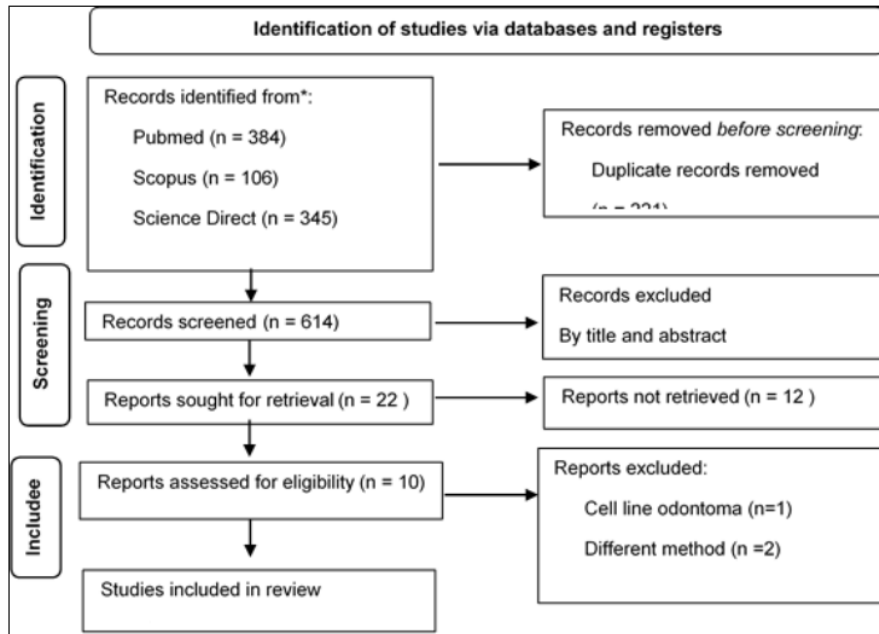 Identification of studies via databases and registers
Identification
Records identified from*:
Pubmed (n = 384)
Scopus (n = 106)
Science Direct (n = 345)
Records removed before screening:
Duplicate records removed
Screening
Records screened (n = 614)
Records excluded
By title and abstract
Reports sought for retrieval (n = 22 )
Reports not retrieved (n = 12 )
Includee
Reports assessed for eligibility (n = 10)
Reports excluded:
Cell line odontoma (n=1)
Different method (n =2)
Studies included in review